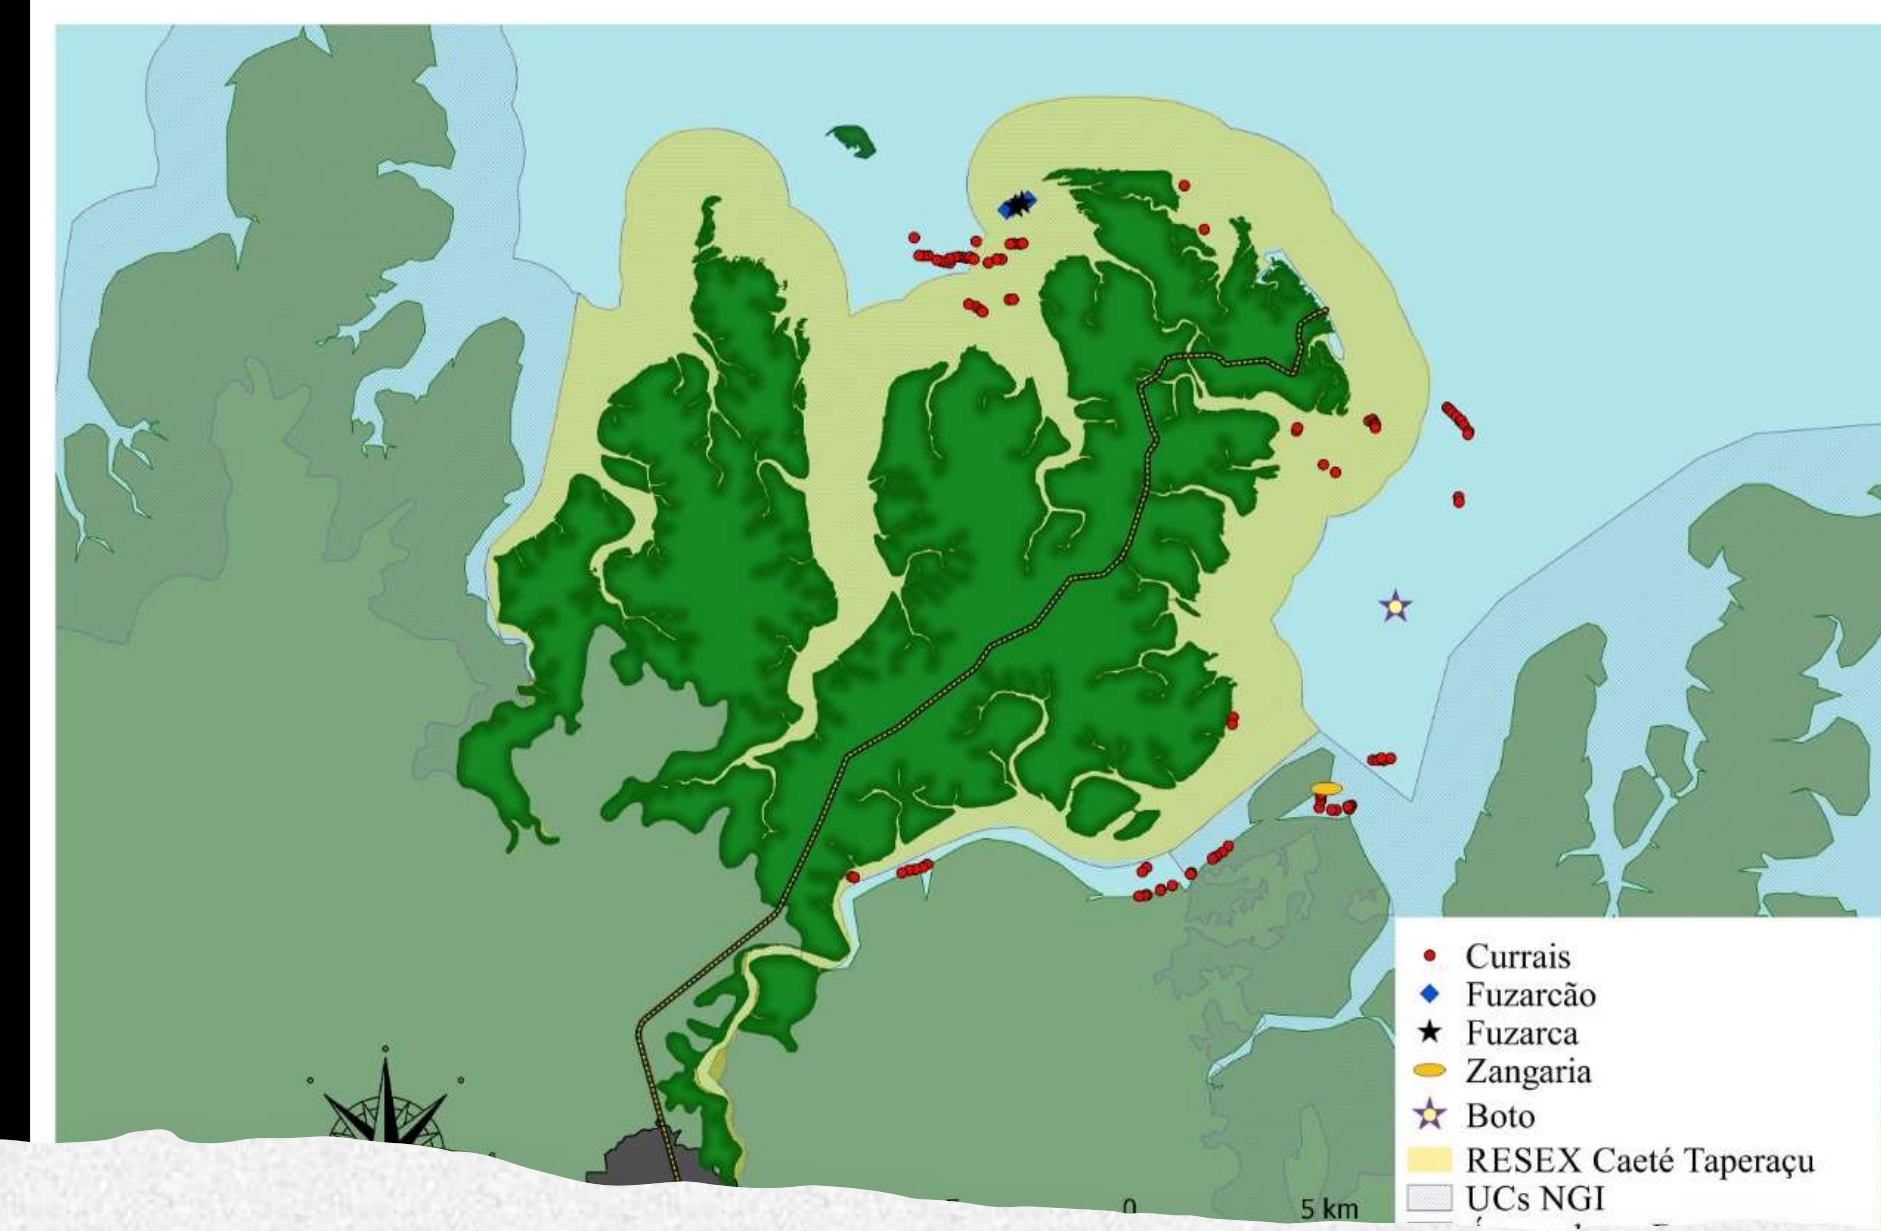 Currais
Fuzarcão
Fuzarca
Zangaria
Boto
RESEX Caeté Taperaçu
UCs NGI
0 5 km